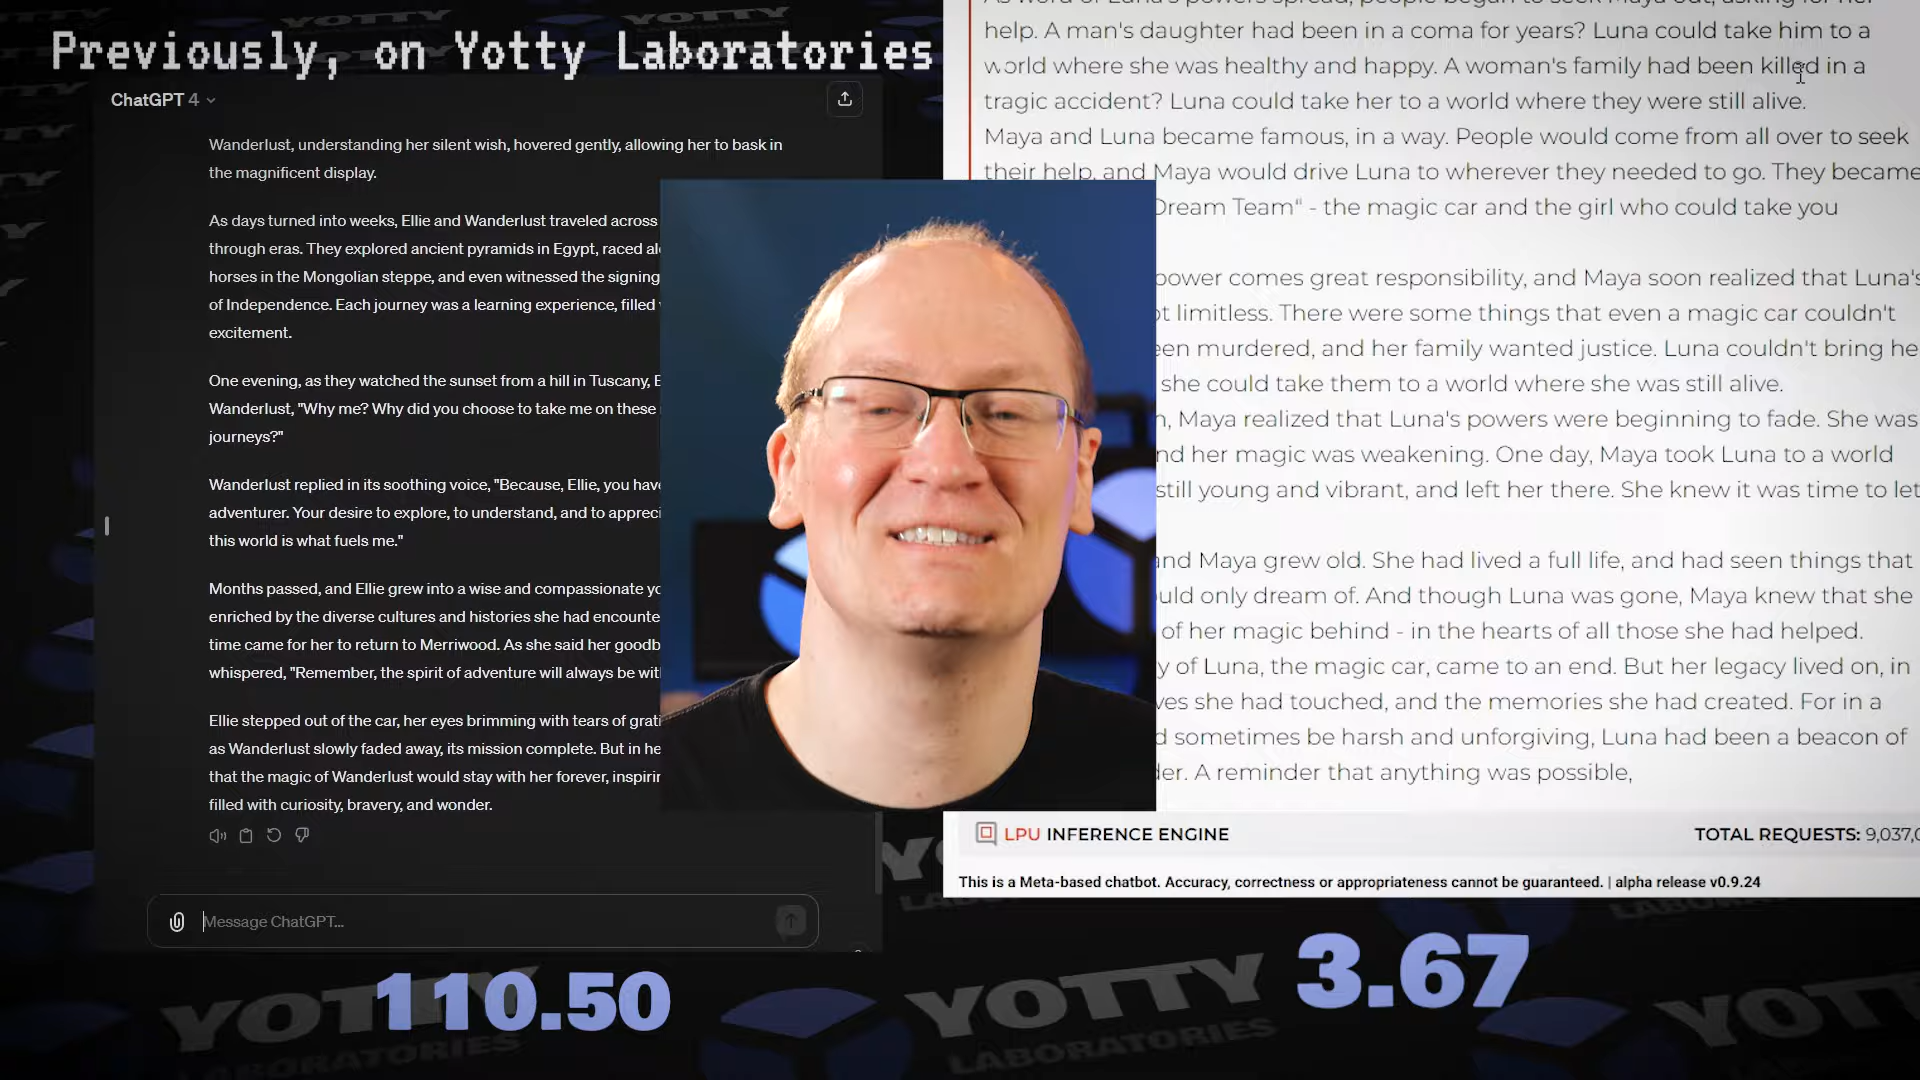 Previously, on Yotty Laboratories
ChatGPT 4
Wanderlust, understanding her silent wish, hovered gently, allowing her to bask in
the magnificent display.
As days turned into weeks, Ellie and Wanderlust traveled across
through eras. They explored ancient pyramids in Egypt, raced
horses in the Mongolian steppe, and even witnessed the signing
of Independence. Each journey was a learning experience, filled
excitement.
One evening, as they watched the sunset from a hill in Tuscany,
Wanderlust, "Why me? Why did you choose to take me on these
journeys?"
Wanderlust replied in its soothing voice, "Because, Ellie, you have
adventurer. Your desire to explore, to understand, and to
this world is what fuels me."
Months passed, and Ellie grew into a wise and compassionate
enriched by the diverse cultures and histories she had
time came for her to return to Merriwood. As she said her
whispered, "Remember, the spirit of adventure will always be
Ellie stepped out of the car, her eyes brimming with tears of
as Wanderlust slowly faded away, its mission complete. But in
that the magic of Wanderlust would stay with her forever,
filled with curiosity, bravery, and wonder.
Message ChatGPT...
110.50
help. A man's daughter had been in a coma for years? Luna could take him to a
world where she was healthy and happy. A woman's family had been killed in a
tragic accident? Luna could take her to a world where they were still alive.
Maya and Luna became famous, in a way. People would come from all over to seek
their help, and Maya would drive Luna to wherever they needed to go. They became
Dream Team" - the magic car and the girl who could take you
power comes great responsibility, and Maya soon realized that Luna's
limitless. There were some things that even a magic car couldn't
murdered, and her family wanted justice. Luna couldn't bring
she could take them to a world where she was still alive.
Maya realized that Luna's powers were beginning to fade. She was
her magic was weakening. One day, Maya took Luna to a world
still young and vibrant, and left her there. She knew it was time to let
and Maya grew old. She had lived a full life, and had seen things that
only dream of. And though Luna was gone, Maya knew that she
of her magic behind - in the hearts of all those she had helped.
of Luna, the magic car, came to an end. But her legacy lived on, in
she had touched, and the memories she had created. For in a
sometimes be harsh and unforgiving, Luna had been a beacon of
A reminder that anything was possible,
LPU INFERENCE ENGINE
TOTAL REQUESTS: 9,037,
This is a Meta-based chatbot. Accuracy, correctness or appropriateness cannot be guaranteed. | alpha release v0.9.24
3.67
YOTTY
LABORATORIES
YOTTY
LABORATORIES